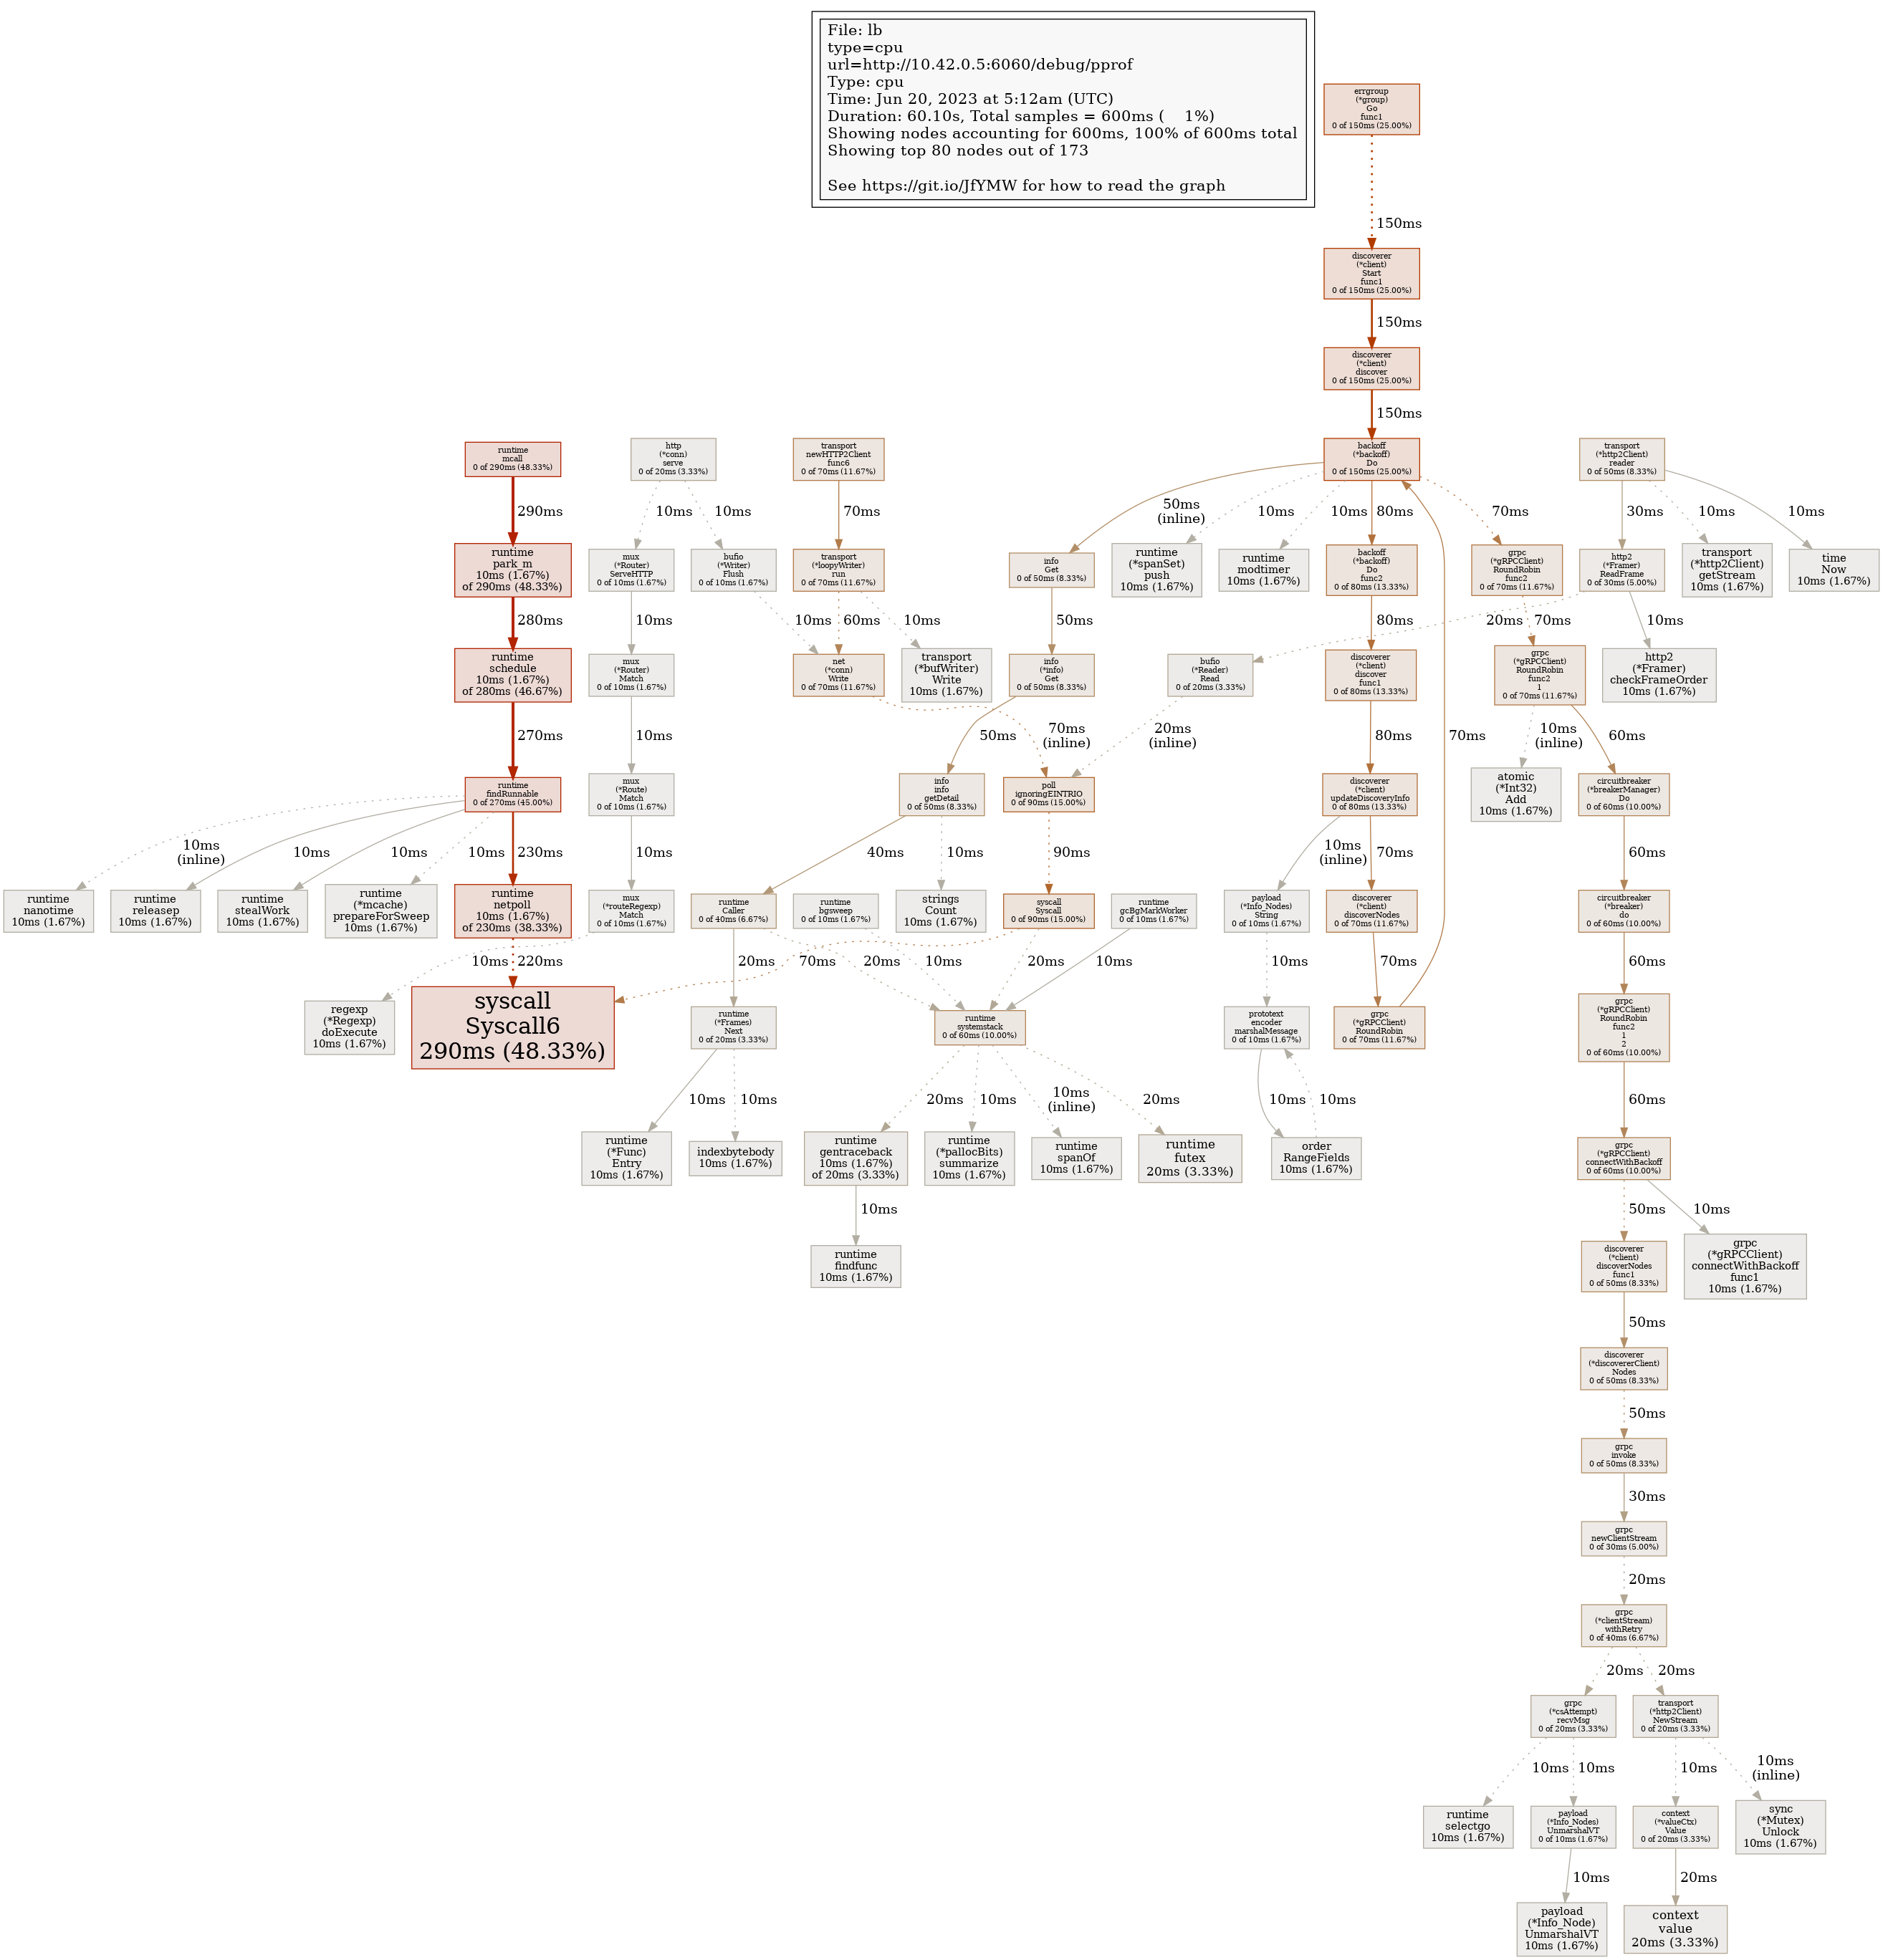 File: lb
type=cpu
url=http://10.42.0.5:6060/debug/pprof
Type: cpu
Time: Jun 20, 2023 at 5:12am (UTC)
Duration: 60.10s, Total samples = 600ms ( 1%)
Showing nodes accounting for 600ms, 100% of 600ms total
Showing top 80 nodes out of 173
See https://git.io/JfYMW for how to read the graph
errgroup
(*group)
Go
func1
0 of 150ms (25.00%)
150ms
discoverer
(*client)
Start
func1
0 of 150ms (25.00%)
150ms
discoverer
(*client)
discover
0 of 150ms (25.00%)
150ms
runtime
mcall
0 of 290ms (48.33%)
http
(*conn)
serve
0 of 20ms (3.33%)
transport
newHTTP2Client
func6
0 of 70ms (11.67%)
backoff
(*backoff)
Do
0 of 150ms (25.00%)
transport
(*http2Client)
reader
0 of 50ms (8.33%)
290ms
10ms
10ms
70ms
50ms
(inline)
10ms
10ms
80ms
70ms
30ms
10ms
10ms
runtime
park_m
10ms (1.67%)
of 290ms (48.33%)
mux
(*Router)
ServeHTTP
0 of 10ms (1.67%)
bufio
(*Writer)
Flush
0 of 10ms (1.67%)
transport
(*loopyWriter)
run
0 of 70ms (11.67%)
info
Get
0 of 50ms (8.33%)
runtime
(*spanSet)
push
10ms (1.67%)
runtime
modtimer
10ms (1.67%)
backoff
(*backoff)
Do
func2
0 of 80ms (13.33%)
grpc
(*gRPCClient)
RoundRobin
func2
0 of 70ms (11.67%)
http2
(*Framer)
ReadFrame
0 of 30ms (5.00%)
transport
(*http2Client)
getStream
10ms (1.67%)
time
Now
10ms (1.67%)
280ms
10ms
10ms
60ms
10ms
50ms
80ms
20ms
70ms
10ms
runtime
schedule
10ms (1.67%)
of 280ms (46.67%)
mux
(*Router)
Match
0 of 10ms (1.67%)
net
(*conn)
Write
0 of 70ms (11.67%)
transport
(*bufWriter)
Write
10ms (1.67%)
info
(*info)
Get
0 of 50ms (8.33%)
bufio
(*Reader)
Read
0 of 20ms (3.33%)
discoverer
(*client)
discover
func1
0 of 80ms (13.33%)
grpc
(*gRPCClient)
RoundRobin
func2
1
0 of 70ms (11.67%)
http2
(*Framer)
checkFrameOrder
10ms (1.67%)
270ms
10ms
50ms
70ms
(inline)
20ms
(inline)
80ms
70ms
10ms
(inline)
60ms
runtime
findRunnable
0 of 270ms (45.00%)
mux
(*Route)
Match
0 of 10ms (1.67%)
info
info
getDetail
0 of 50ms (8.33%)
poll
ignoringEINTRIO
0 of 90ms (15.00%)
discoverer
(*client)
updateDiscoveryInfo
0 of 80ms (13.33%)
atomic
(*Int32)
Add
10ms (1.67%)
circuitbreaker
(*breakerManager)
Do
0 of 60ms (10.00%)
10ms
(inline)
10ms
10ms
10ms
230ms
10ms
40ms
10ms
90ms
10ms
(inline)
70ms
60ms
runtime
nanotime
10ms (1.67%)
runtime
releasep
10ms (1.67%)
runtime
stealWork
10ms (1.67%)
runtime
(*mcache)
prepareForSweep
10ms (1.67%)
runtime
netpoll
10ms (1.67%)
of 230ms (38.33%)
mux
(*routeRegexp)
Match
0 of 10ms (1.67%)
runtime
Caller
0 of 40ms (6.67%)
runtime
bgsweep
0 of 10ms (1.67%)
strings
Count
10ms (1.67%)
syscall
Syscall
0 of 90ms (15.00%)
runtime
gcBgMarkWorker
0 of 10ms (1.67%)
payload
(*Info_Nodes)
String
0 of 10ms (1.67%)
discoverer
(*client)
discoverNodes
0 of 70ms (11.67%)
circuitbreaker
(*breaker)
do
0 of 60ms (10.00%)
10ms
220ms
20ms
70ms
20ms
10ms
20ms
10ms
10ms
70ms
60ms
regexp
(*Regexp)
doExecute
10ms (1.67%)
syscall
Syscall6
290ms (48.33%)
runtime
(*Frames)
Next
0 of 20ms (3.33%)
runtime
systemstack
0 of 60ms (10.00%)
prototext
encoder
marshalMessage
0 of 10ms (1.67%)
grpc
(*gRPCClient)
RoundRobin
0 of 70ms (11.67%)
grpc
(*gRPCClient)
RoundRobin
func2
1
2
0 of 60ms (10.00%)
10ms
10ms
20ms
10ms
10ms
(inline)
20ms
10ms
10ms
60ms
runtime
(*Func)
Entry
10ms (1.67%)
indexbytebody
10ms (1.67%)
runtime
gentraceback
10ms (1.67%)
of 20ms (3.33%)
runtime
(*pallocBits)
summarize
10ms (1.67%)
runtime
spanOf
10ms (1.67%)
runtime
futex
20ms (3.33%)
order
RangeFields
10ms (1.67%)
grpc
(*gRPCClient)
connectWithBackoff
0 of 60ms (10.00%)
10ms
50ms
10ms
runtime
findfunc
10ms (1.67%)
discoverer
(*client)
discoverNodes
func1
0 of 50ms (8.33%)
grpc
(*gRPCClient)
connectWithBackoff
func1
10ms (1.67%)
50ms
discoverer
(*discovererClient)
Nodes
0 of 50ms (8.33%)
50ms
grpc
invoke
0 of 50ms (8.33%)
30ms
grpc
newClientStream
0 of 30ms (5.00%)
20ms
grpc
(*clientStream)
withRetry
0 of 40ms (6.67%)
20ms
20ms
grpc
(*csAttempt)
recvMsg
0 of 20ms (3.33%)
transport
(*http2Client)
NewStream
0 of 20ms (3.33%)
10ms
10ms
10ms
10ms
(inline)
runtime
selectgo
10ms (1.67%)
payload
(*Info_Nodes)
UnmarshalVT
0 of 10ms (1.67%)
context
(*valueCtx)
Value
0 of 20ms (3.33%)
sync
(*Mutex)
Unlock
10ms (1.67%)
10ms
20ms
payload
(*Info_Node)
UnmarshalVT
10ms (1.67%)
context
value
20ms (3.33%)